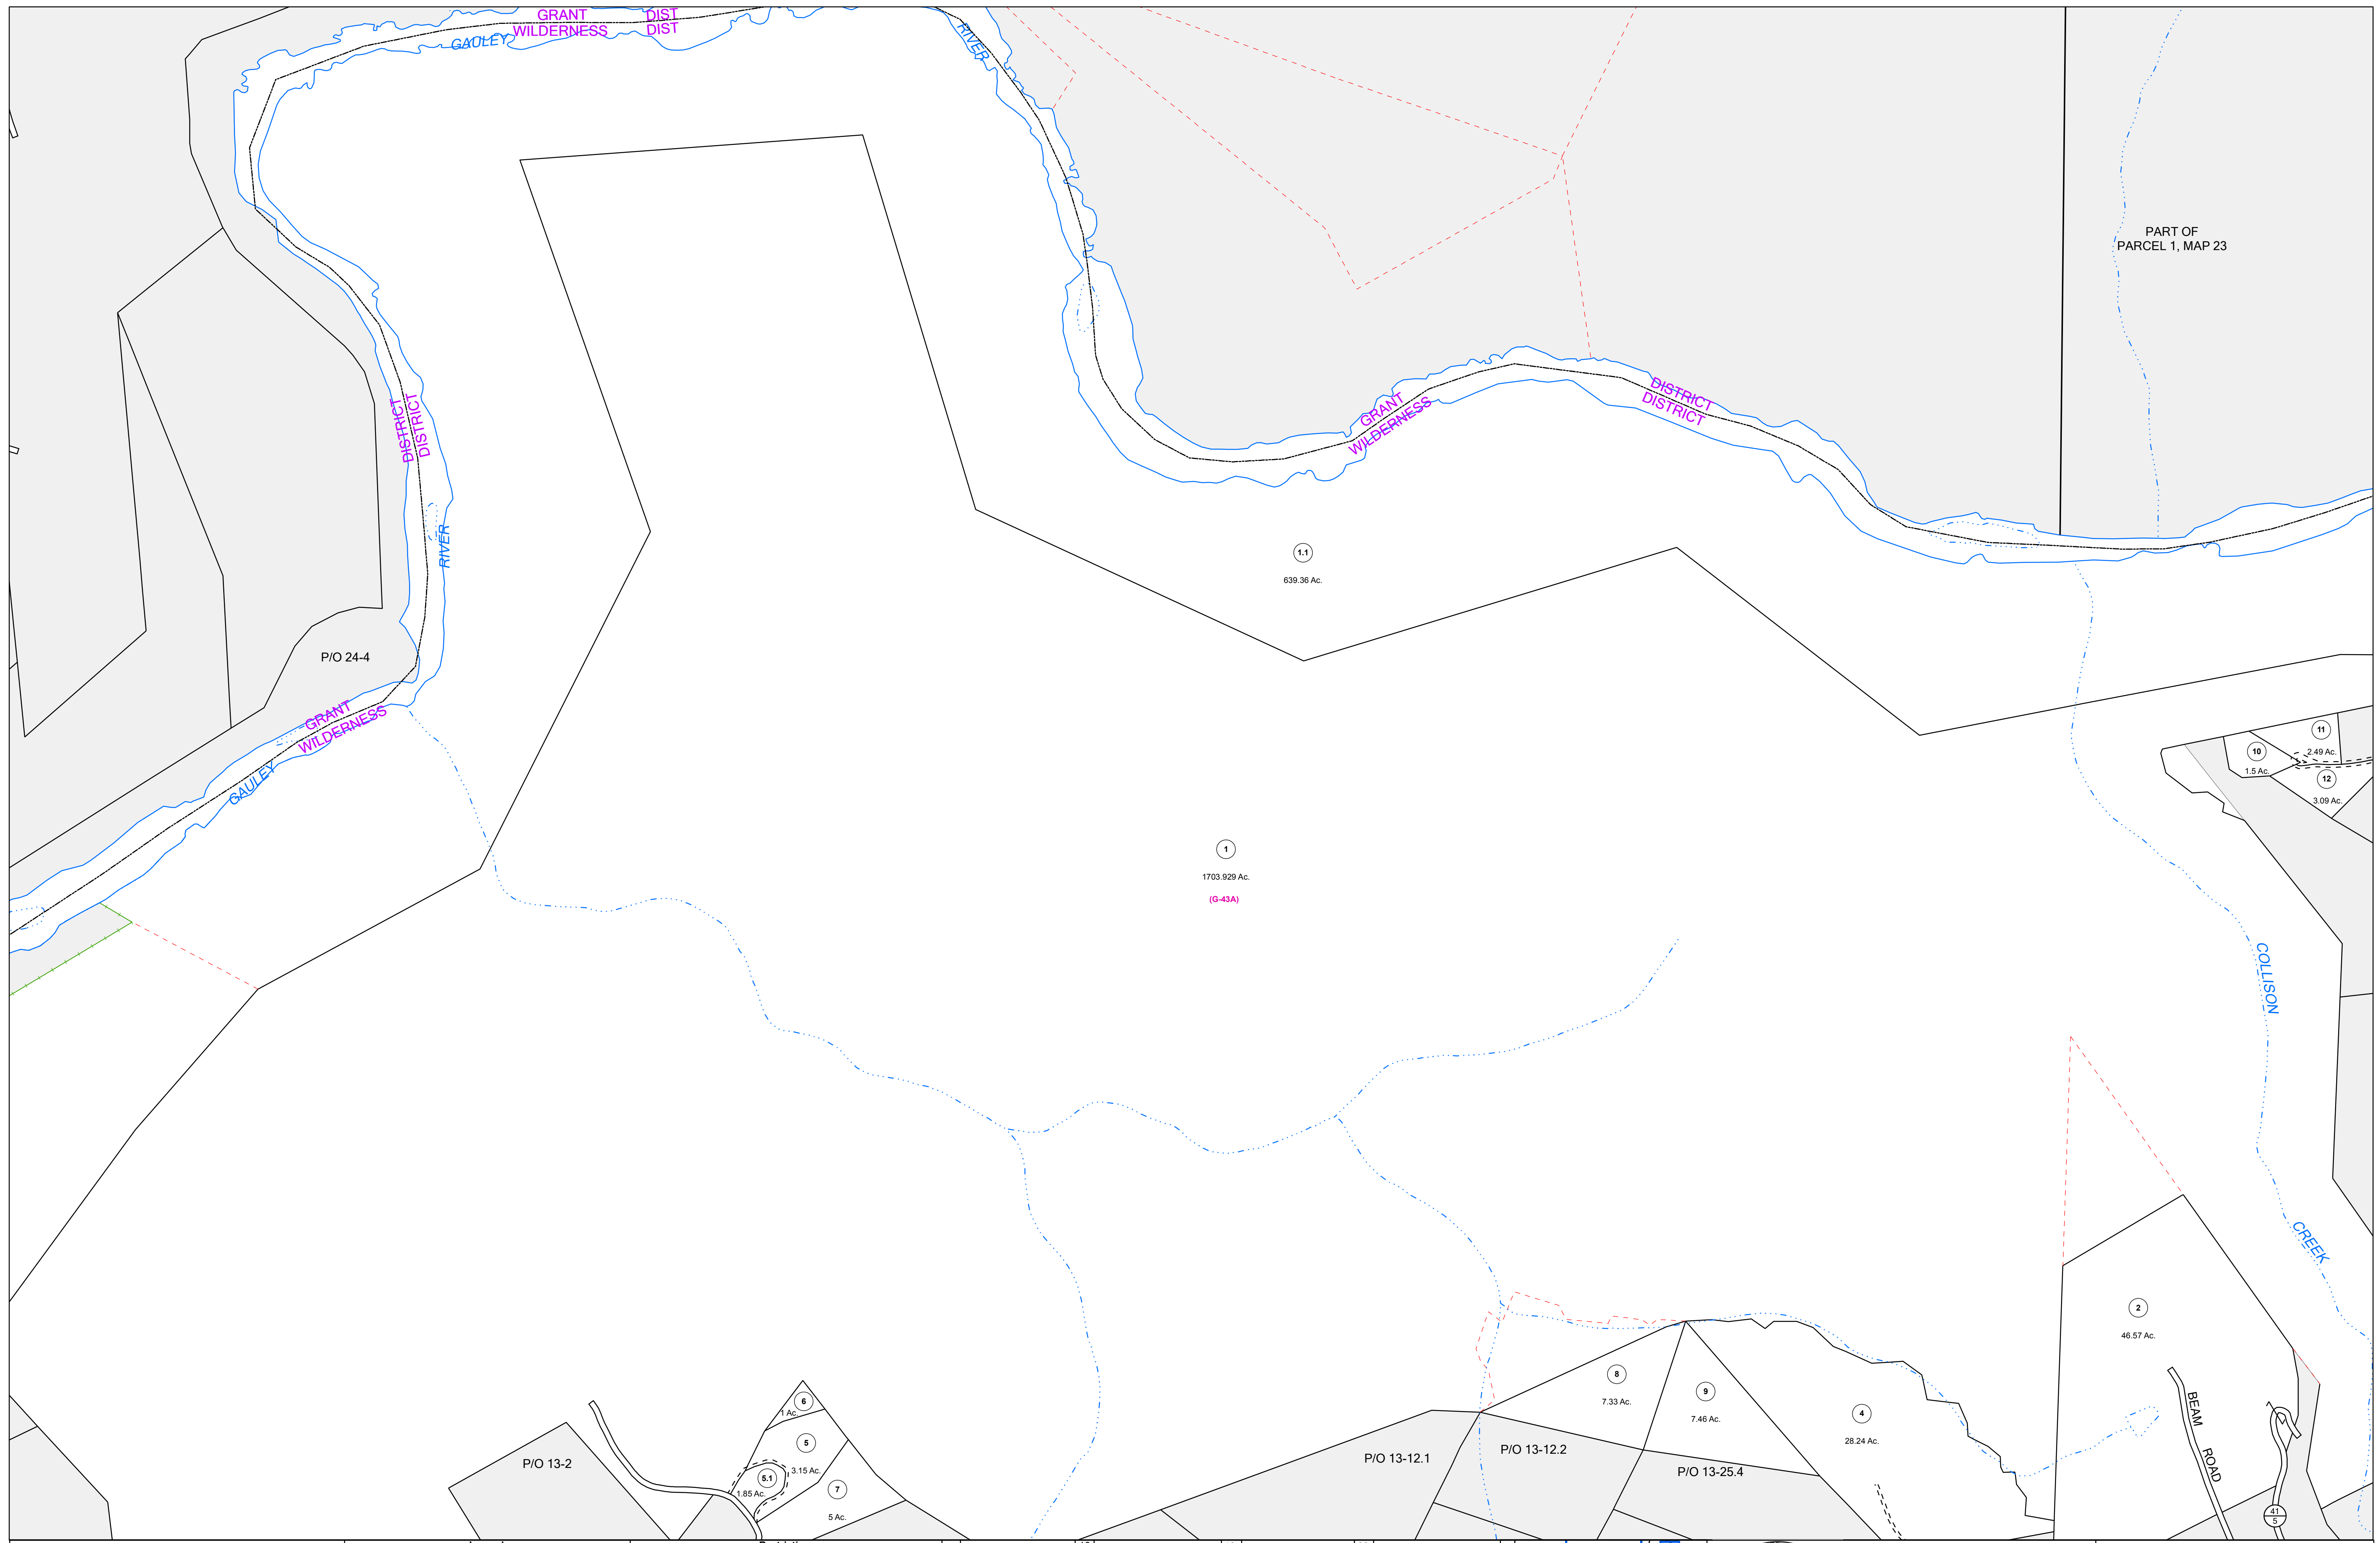 GRANT DIST
WILDERNESS DIST
GAULEY
RIVER
PART OF
PARCEL 1, MAP 23
DISTRICT
DISTRICT
GRANT
WILDERNESS
DISTRICT
DISTRICT
RIVER
1.1
639.36 Ac.
P/O 24-4
GRANT
WILDERNESS
GAULEY
11
2.49 Ac.
10
1.5 Ac.
12
3.09 Ac.
1
1703.929 Ac.
(G-43A)
COLLISON
CREEK
2
46.57 Ac.
6
1 Ac.
5
3.15 Ac.
5.1
1.85 Ac.
7
5 Ac.
P/O 13-2
8
7.33 Ac.
9
7.46 Ac.
4
28.24 Ac.
P/O 13-12.1
P/O 13-12.2
P/O 13-25.4
BEAM
ROAD
41
5